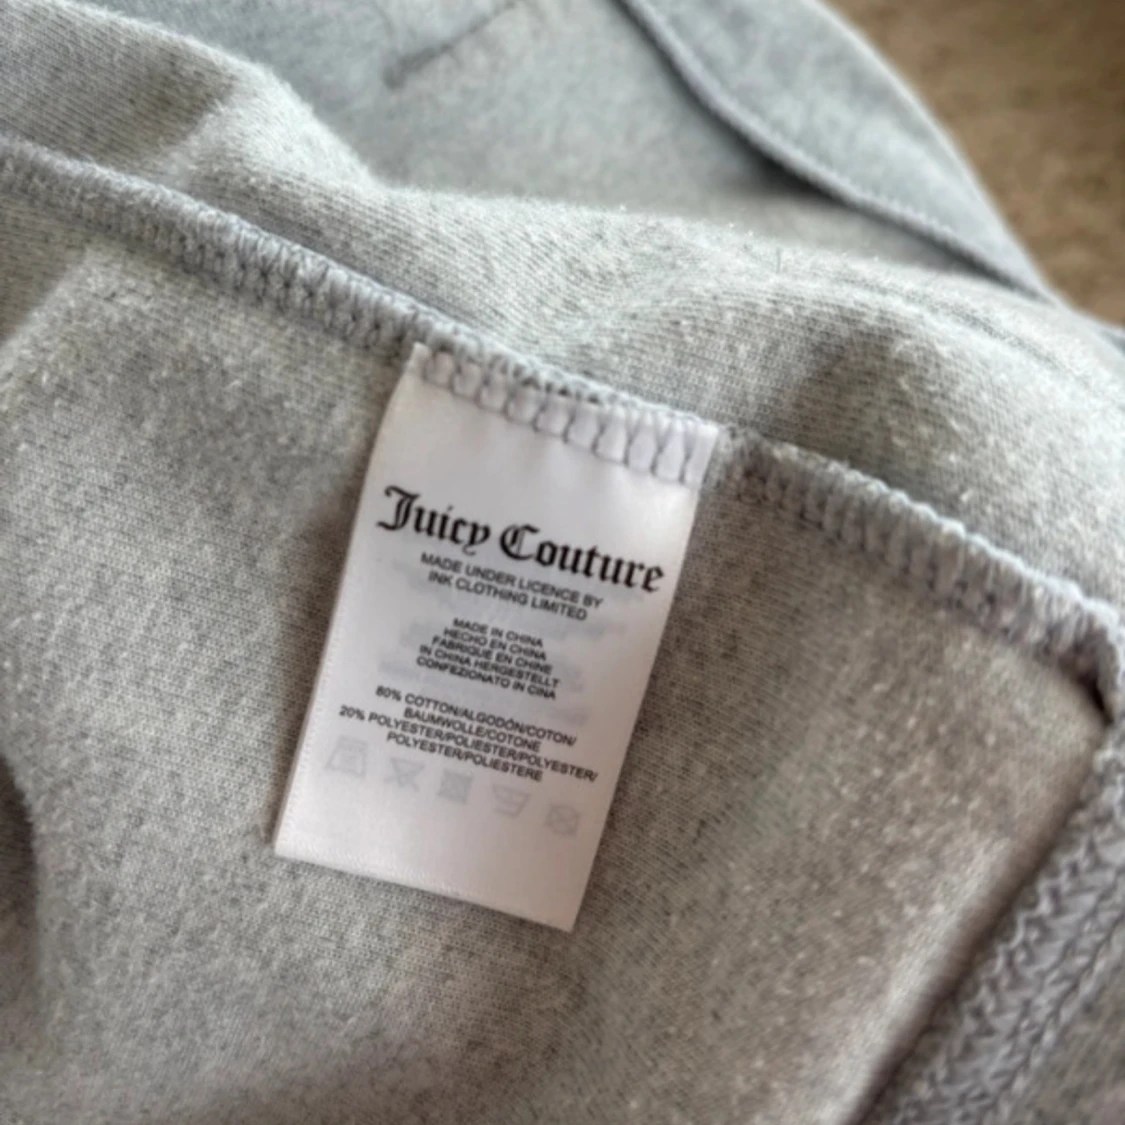 Juicy Couture
MADE UNDER LICENCE BY
INK CLOTHING LIMITED
MADE IN CHINA
HECHO EN CHINA
FABRIQUE EN CHINE
IN CHINA HERGESTELLT
CONFEZIONATO IN CINA
80% COTTON/ALGODÓN/COTON/
BAUMWOLLE/COTONE
20% POLYESTER/POLIESTER/POLYESTER/
POLYESTER/POLIESTERE